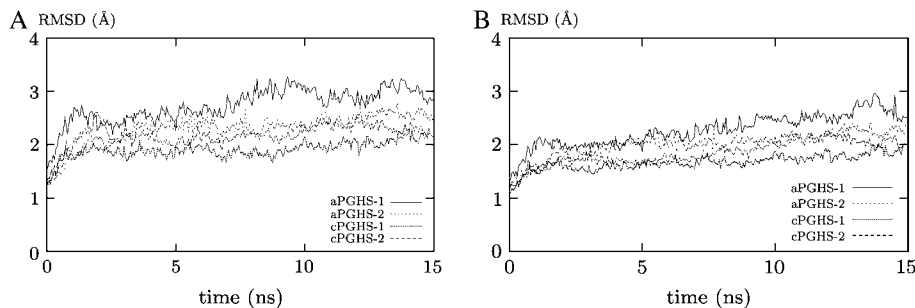 A RMSD (Å)
4
3
2
1
0
aPGHS-1
aPGHS-2
cPGHS-1
cPGHS-2
0 5 10 15
time (ns)
B RMSD (Å)
4
3
2
1
0
aPGHS-1
aPGHS-2
cPGHS-1
cPGHS-2
0 5 10 15
time (ns)